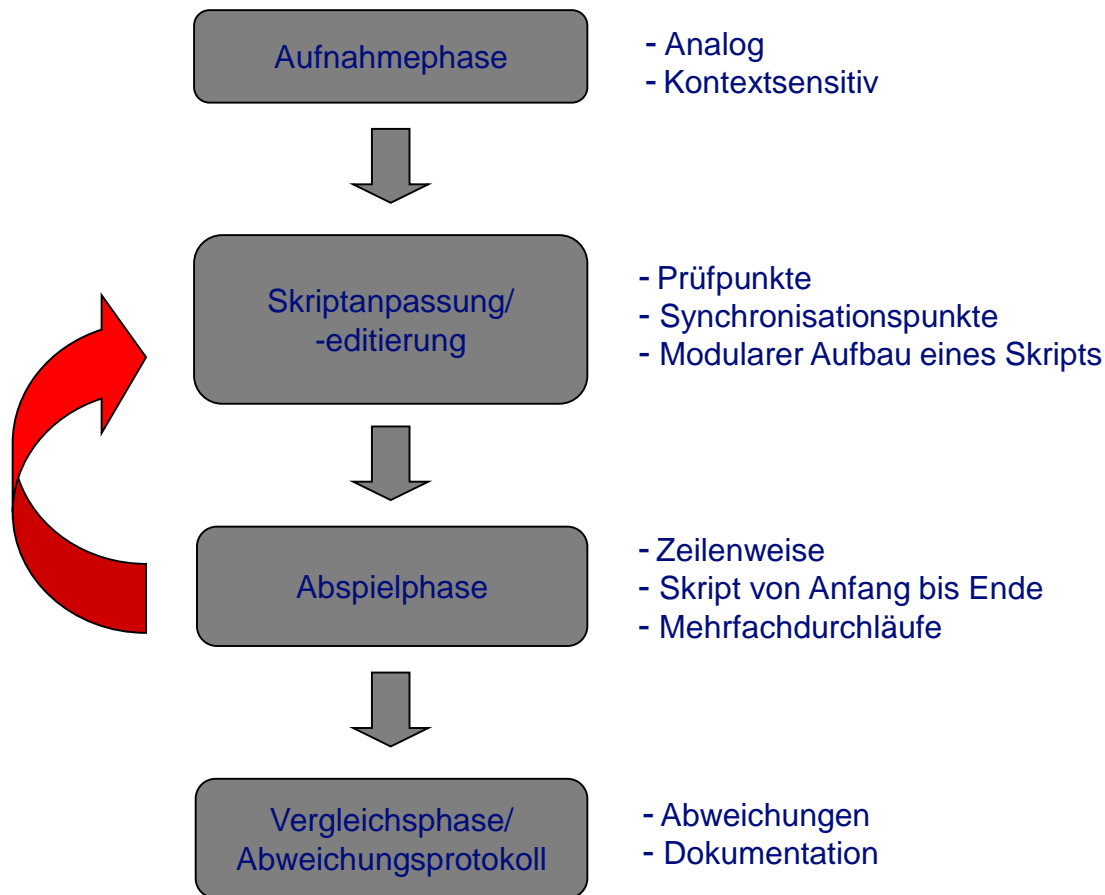 Aufnahmephase
- Analog
- Kontextsensitiv
Skriptanpassung/
-editierung
- Prüfpunkte
- Synchronisationspunkte
- Modularer Aufbau eines Skripts
Abspielphase
- Zeilenweise
- Skript von Anfang bis Ende
- Mehrfachdurchläufe
Vergleichsphase/
Abweichungsprotokoll
- Abweichungen
- Dokumentation